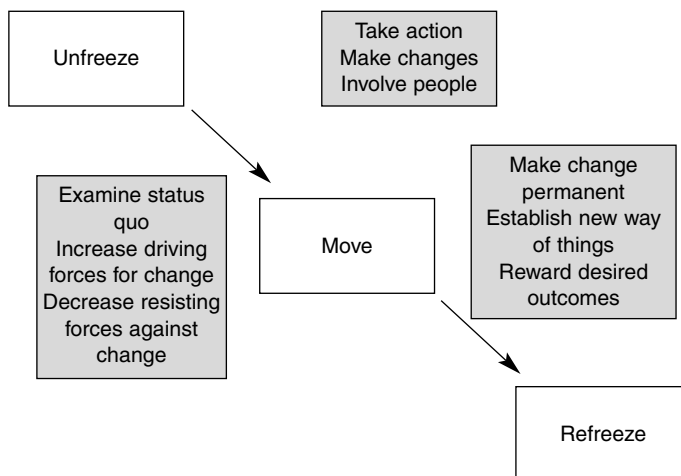 Unfreeze
Take action
Make changes
Involve people
Examine status
quo
Increase driving
forces for change
Decrease resisting
forces against
change
Move
Make change
permanent
Establish new way
of things
Reward desired
outcomes
Refreeze